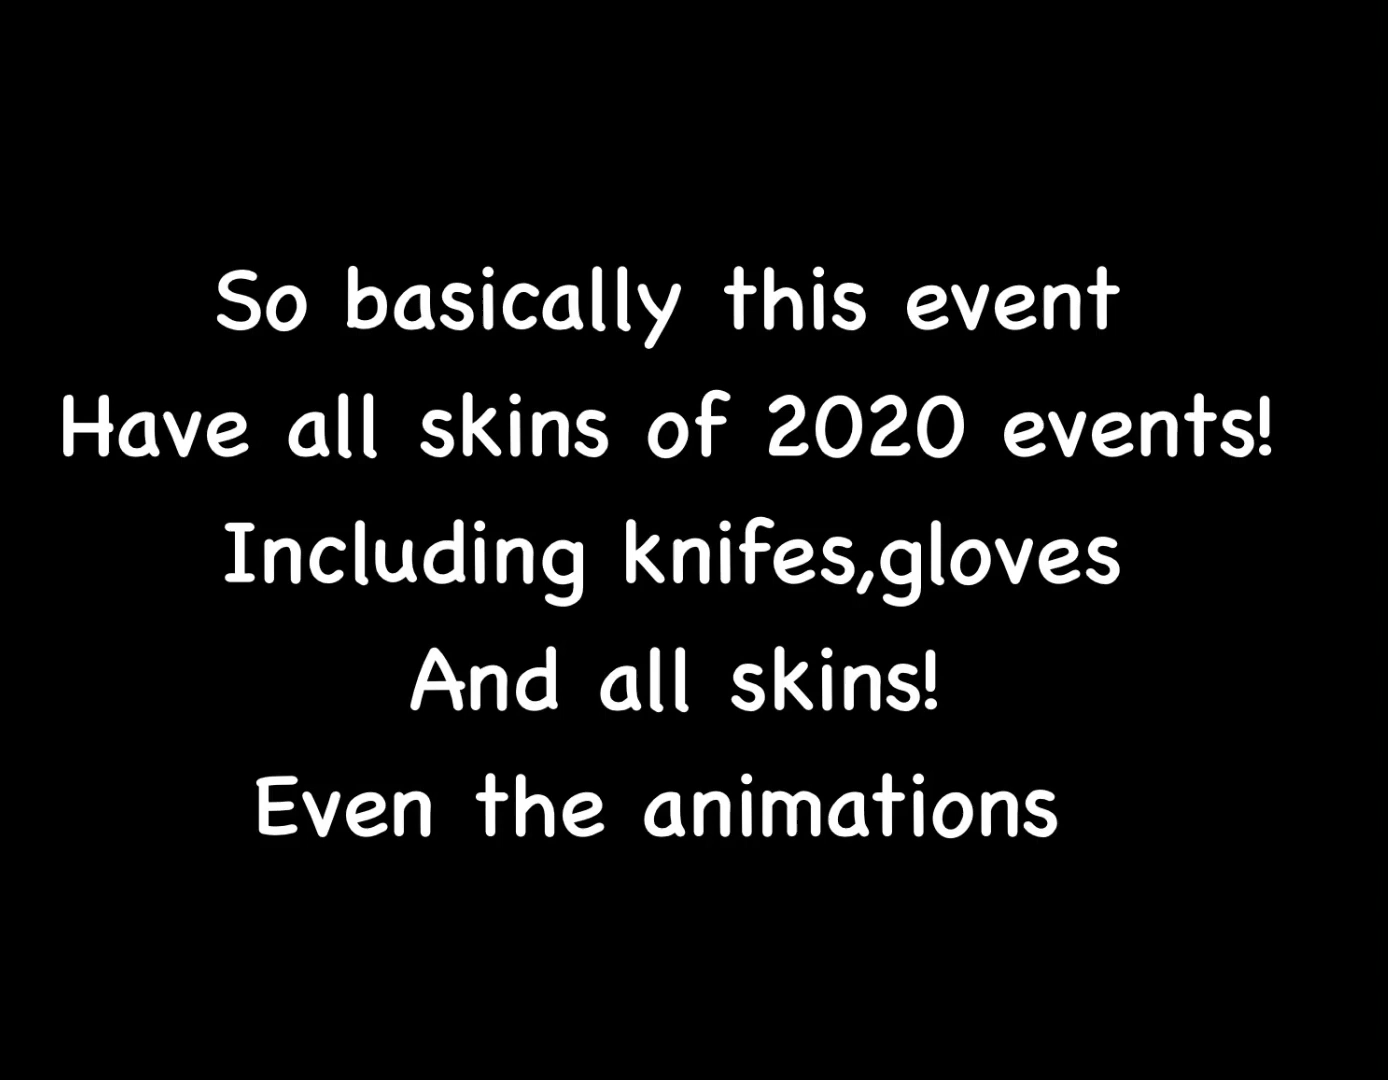 So basically this event
Have all skins of 2020 events!
Including knifes,gloves
And all skins!
Even the animations